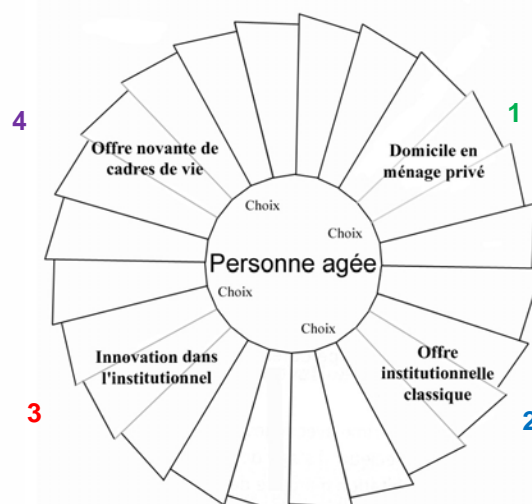 4
1
Offre novante de
cadres de vie
Domicile en
ménage privé
Choix
Choix
Personne agée
Choix
Choix
Innovation dans
l'institutionnel
Offre
institutionnelle
classique
3
2